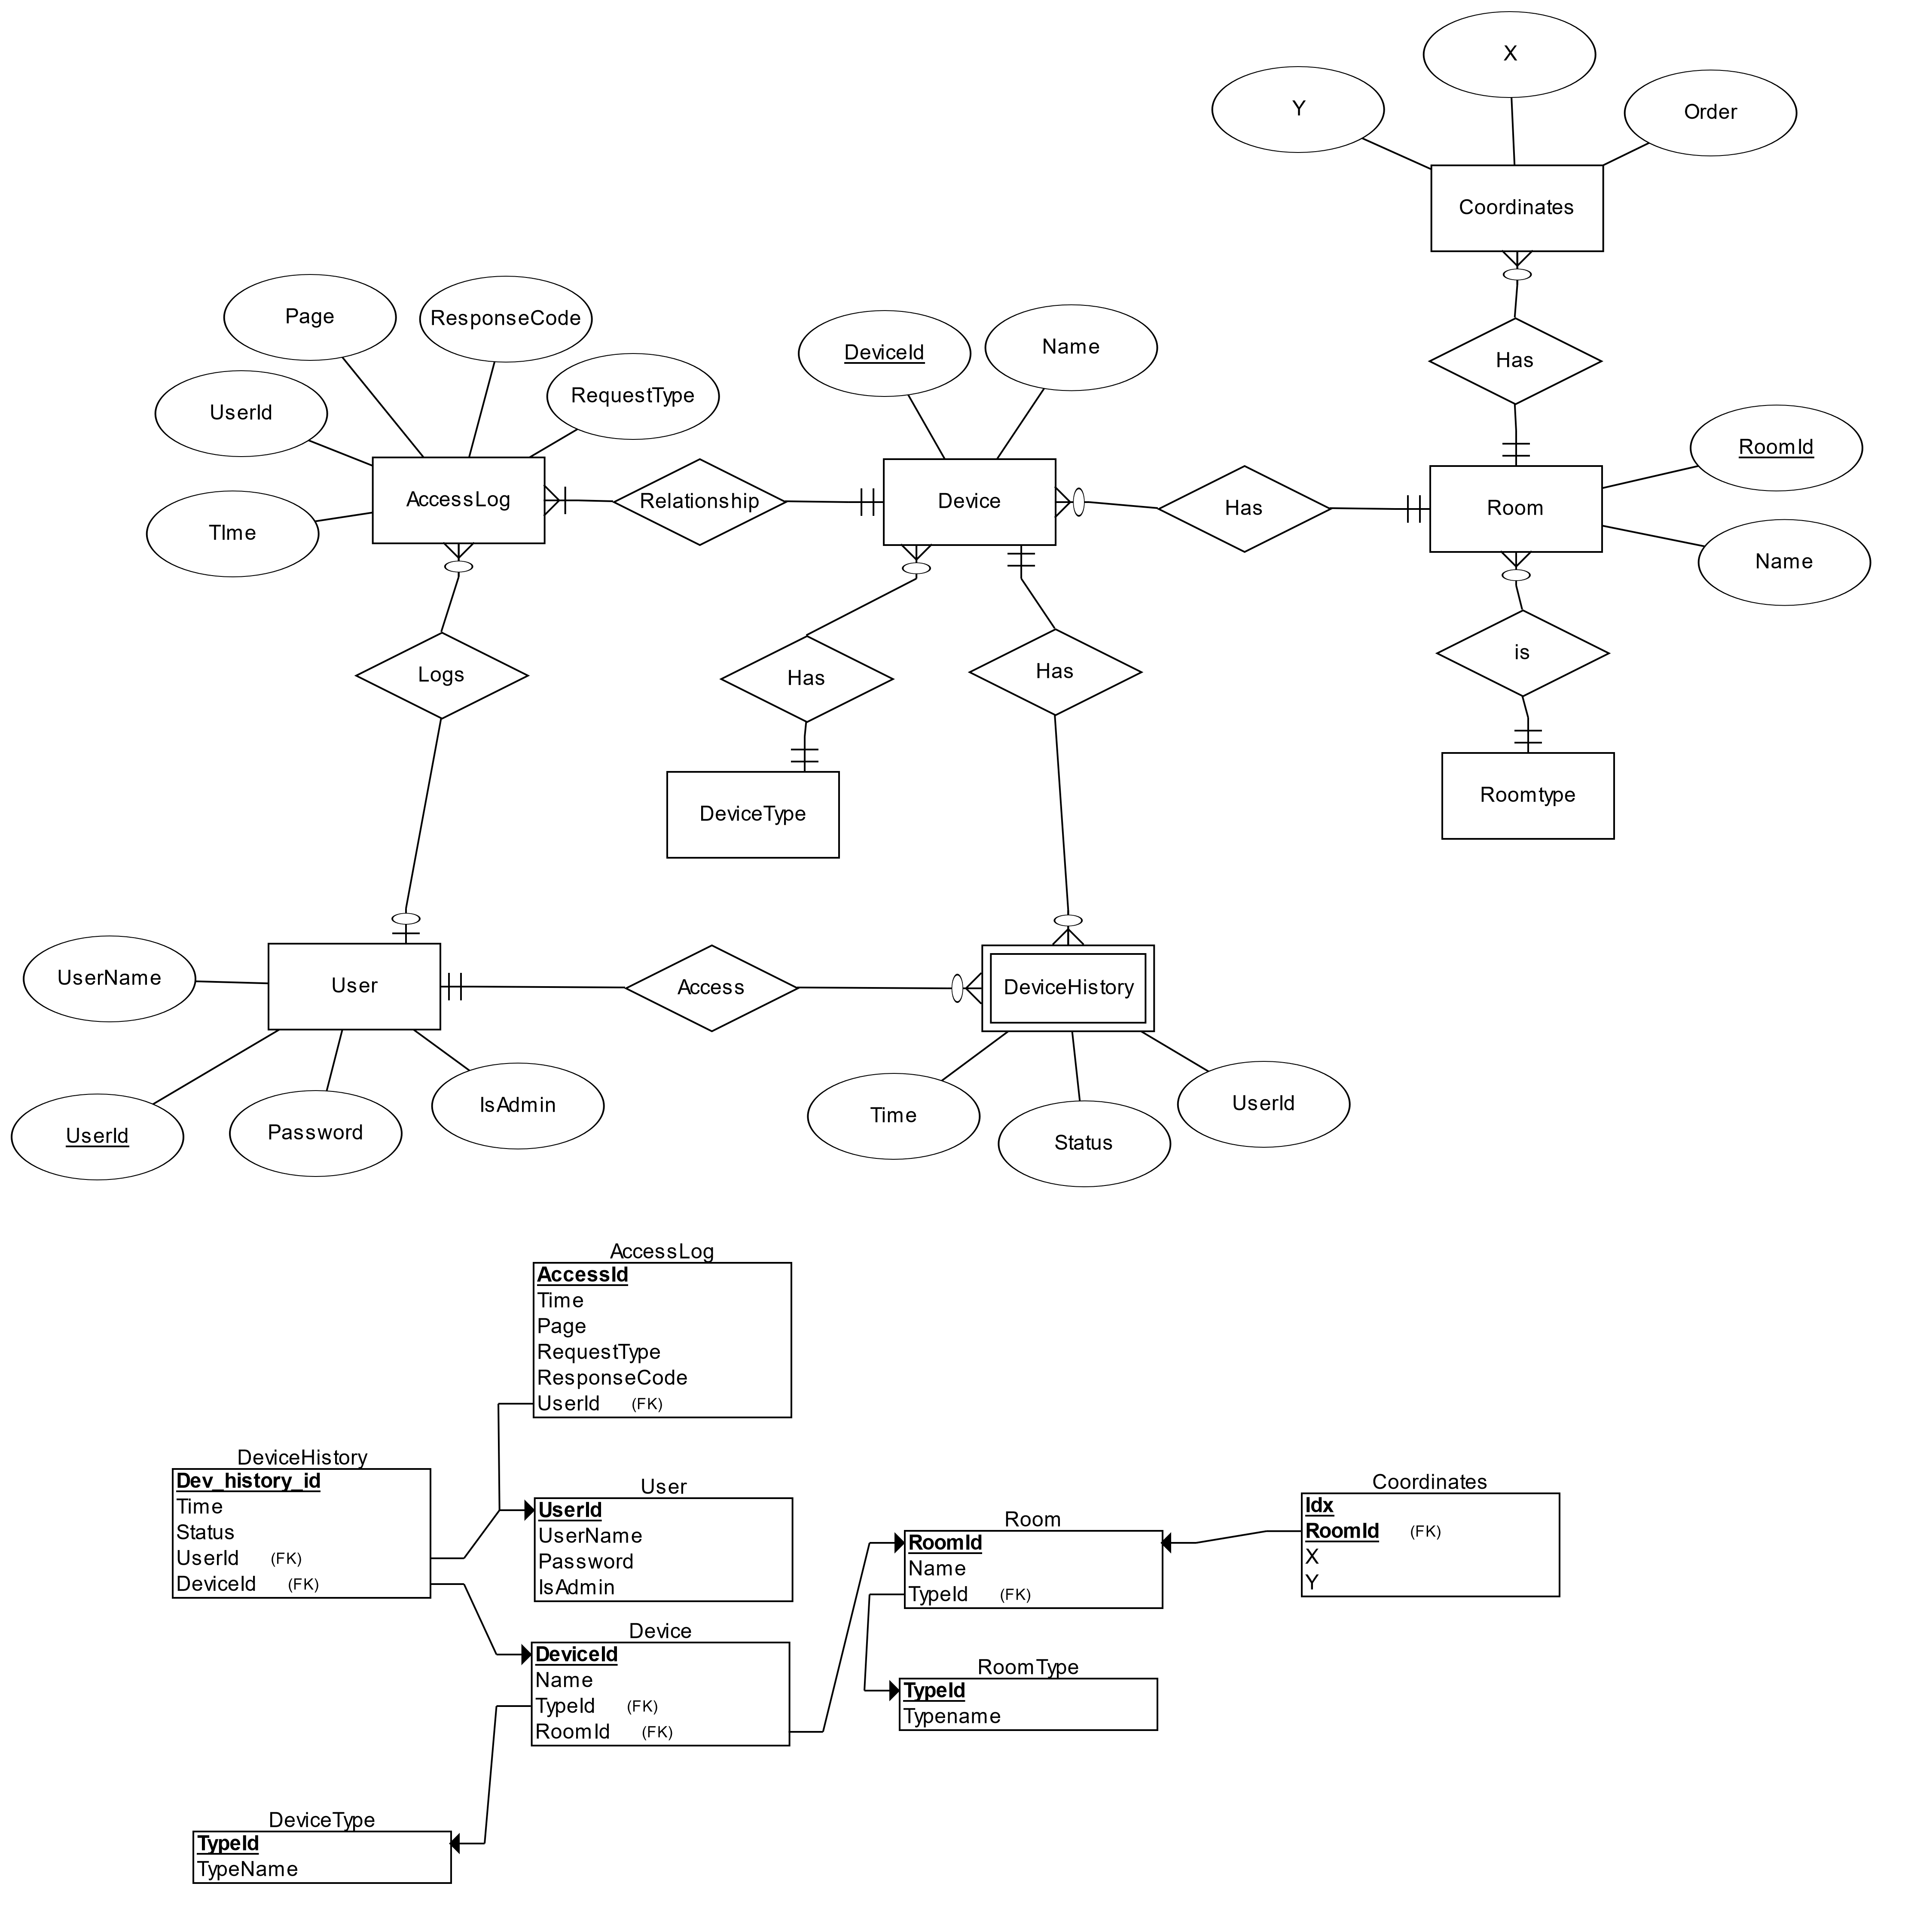 X
Y
Order
Coordinates
Page
ResponseCode
DeviceId
Name
Has
UserId
RequestType
RoomId
AccessLog
Relationship
Device
Has
Room
TIme
Name
Logs
Has
Has
is
DeviceType
Roomtype
UserName
User
Access
DeviceHistory
UserId
Password
IsAdmin
Time
Status
UserId
AccessLog
AccessId
Time
Page
RequestType
ResponseCode
UserId (FK)
DeviceHistory
Dev_history_id
Time
Status
UserId (FK)
DeviceId (FK)
User
UserId
UserName
Password
IsAdmin
Room
RoomId
Name
TypeId (FK)
Coordinates
Idx
RoomId (FK)
X
Y
Device
DeviceId
Name
TypeId (FK)
RoomId (FK)
RoomType
TypeId
Typename
DeviceType
TypeId
TypeName